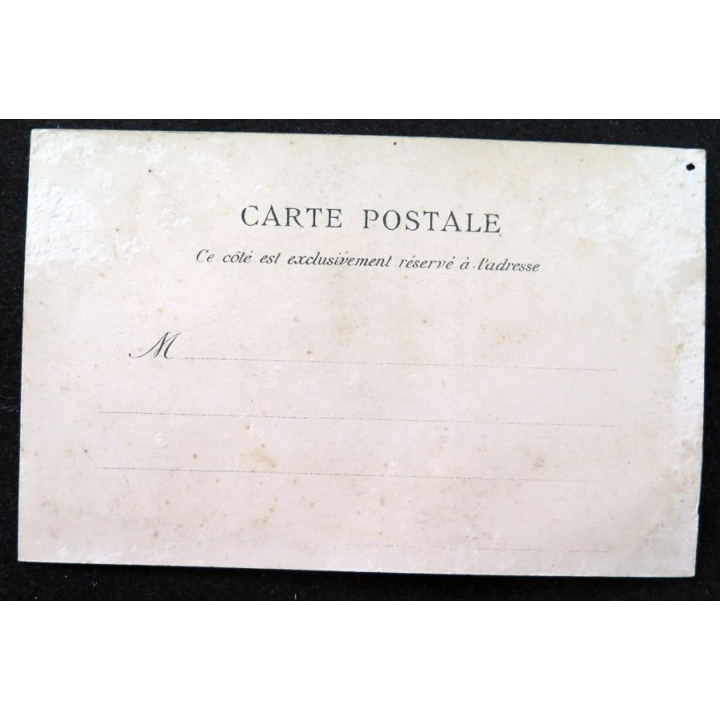 CARTE POSTALE
Ce côté est exclusivement réservé à l'adresse
M